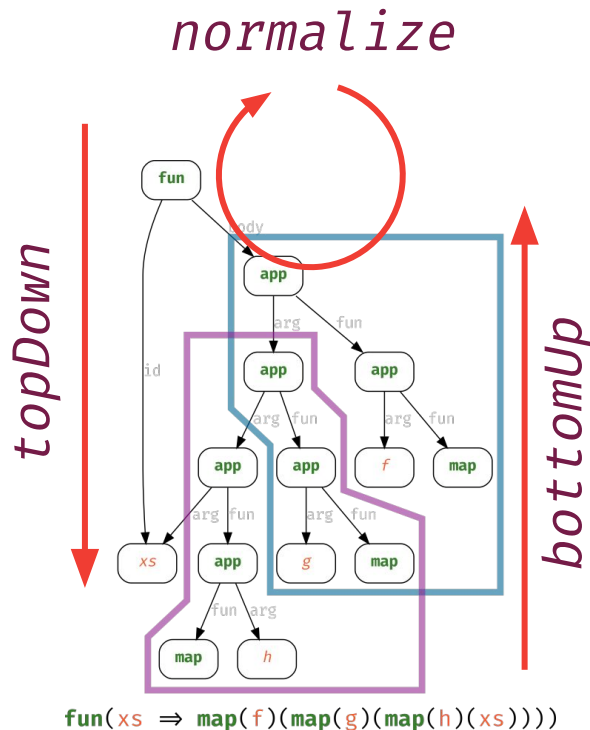 normalize
topDown
bottomUp
fun
body
app
arg fun
id
app app
arg fun arg fun
app app f map
arg fun arg fun
xs app g map
fun arg
map h
fun(xs ⇒ map(f)(map(g)(map(h)(xs))))